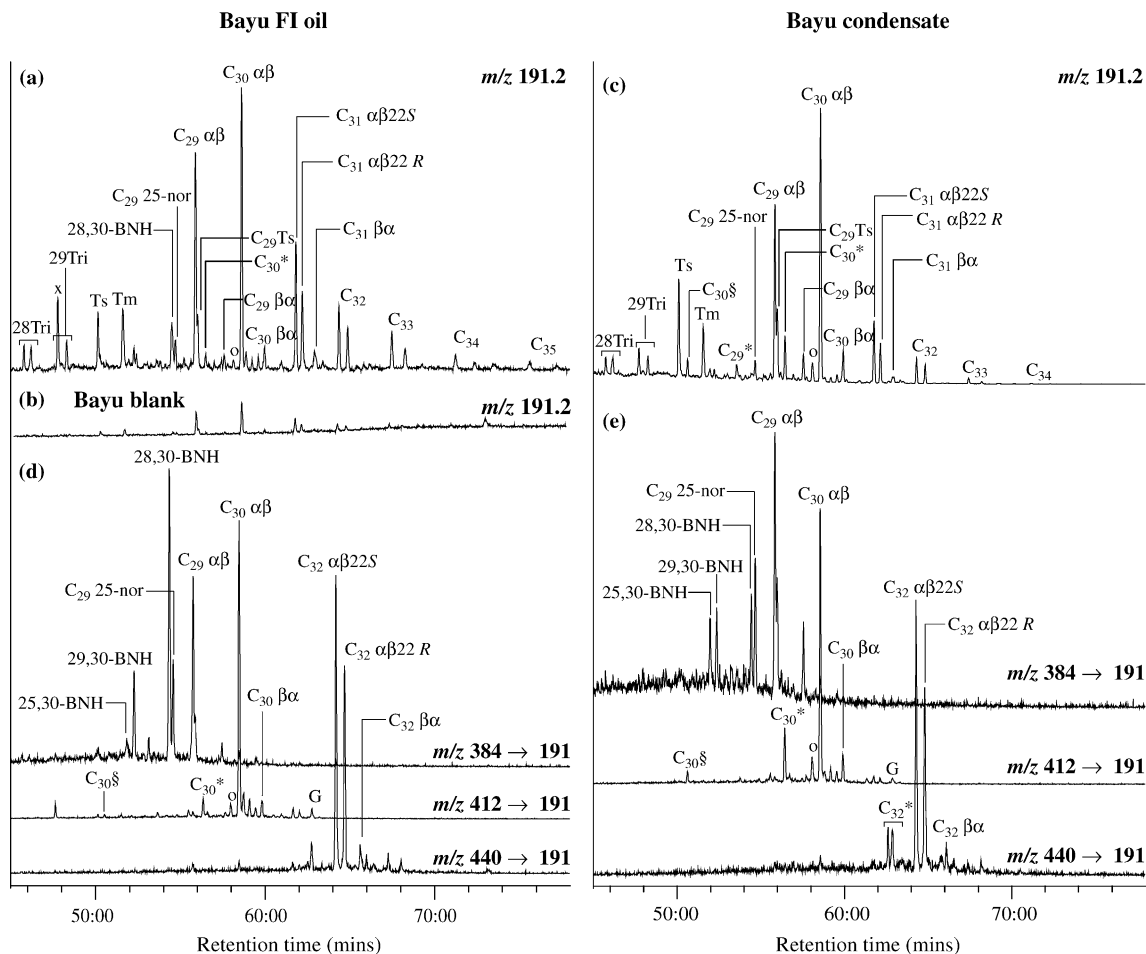 Bayu FI oil
Bayu condensate
(a)
m/z 191.2
C30 αβ
C29 αβ
C31 αβ22S
C31 αβ22 R
C29 25-nor
28,30-BNH
C31 βα
C29Ts
C30*
29Tri
x
Ts
Tm
C29 βα
28Tri
o
C30 βα
C32
C33
C34
C35
(b)
Bayu blank
m/z 191.2
(c)
m/z 191.2
C30 αβ
C29 αβ
C31 αβ22S
C31 αβ22 R
C29 25-nor
C29Ts
C30*
C31 βα
Ts
C30§
C29 βα
29Tri
Tm
28Tri
C29*
o
C30 βα
C32
C33
C34
(d)
28,30-BNH
C30 αβ
C29 αβ
C32 αβ22S
C29 25-nor
C32 αβ22 R
29,30-BNH
25,30-BNH
C30 βα
C32 βα
m/z 384 → 191
C30§
C30*
o
G
m/z 412 → 191
m/z 440 → 191
50:00
60:00
70:00
Retention time (mins)
(e)
C29 αβ
C29 25-nor
C30 αβ
28,30-BNH
29,30-BNH
25,30-BNH
C32 αβ22S
C32 αβ22 R
C30 βα
m/z 384 → 191
C30*
o
C30§
G
m/z 412 → 191
C32*
C32 βα
m/z 440 → 191
50:00
60:00
70:00
Retention time (mins)